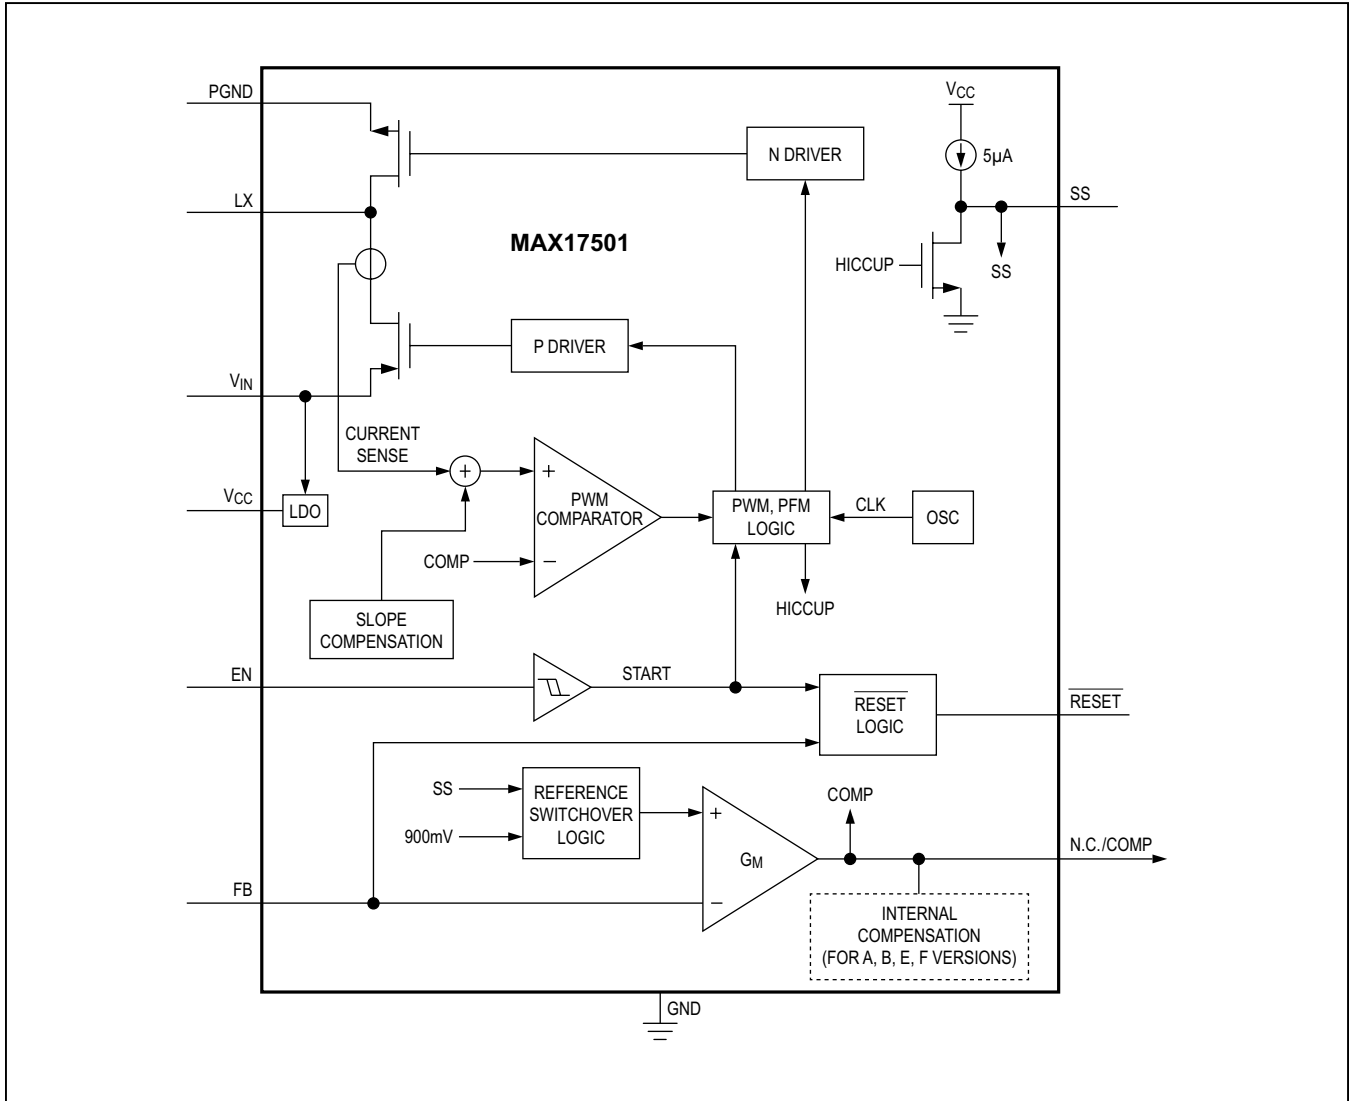 PGND
VCC
N DRIVER
5µA
LX
SS
MAX17501
HICCUP
SS
P DRIVER
VIN
CURRENT
SENSE
+
+
VCC
LDO
PWM
COMPARATOR
PWM, PFM
LOGIC
CLK
OSC
COMP
−
HICCUP
SLOPE
COMPENSATION
EN
START
RESET
LOGIC
RESET
SS
900mV
REFERENCE
SWITCHOVER
LOGIC
+
COMP
GM
N.C./COMP
FB
−
INTERNAL
COMPENSATION
(FOR A, B, E, F VERSIONS)
GND